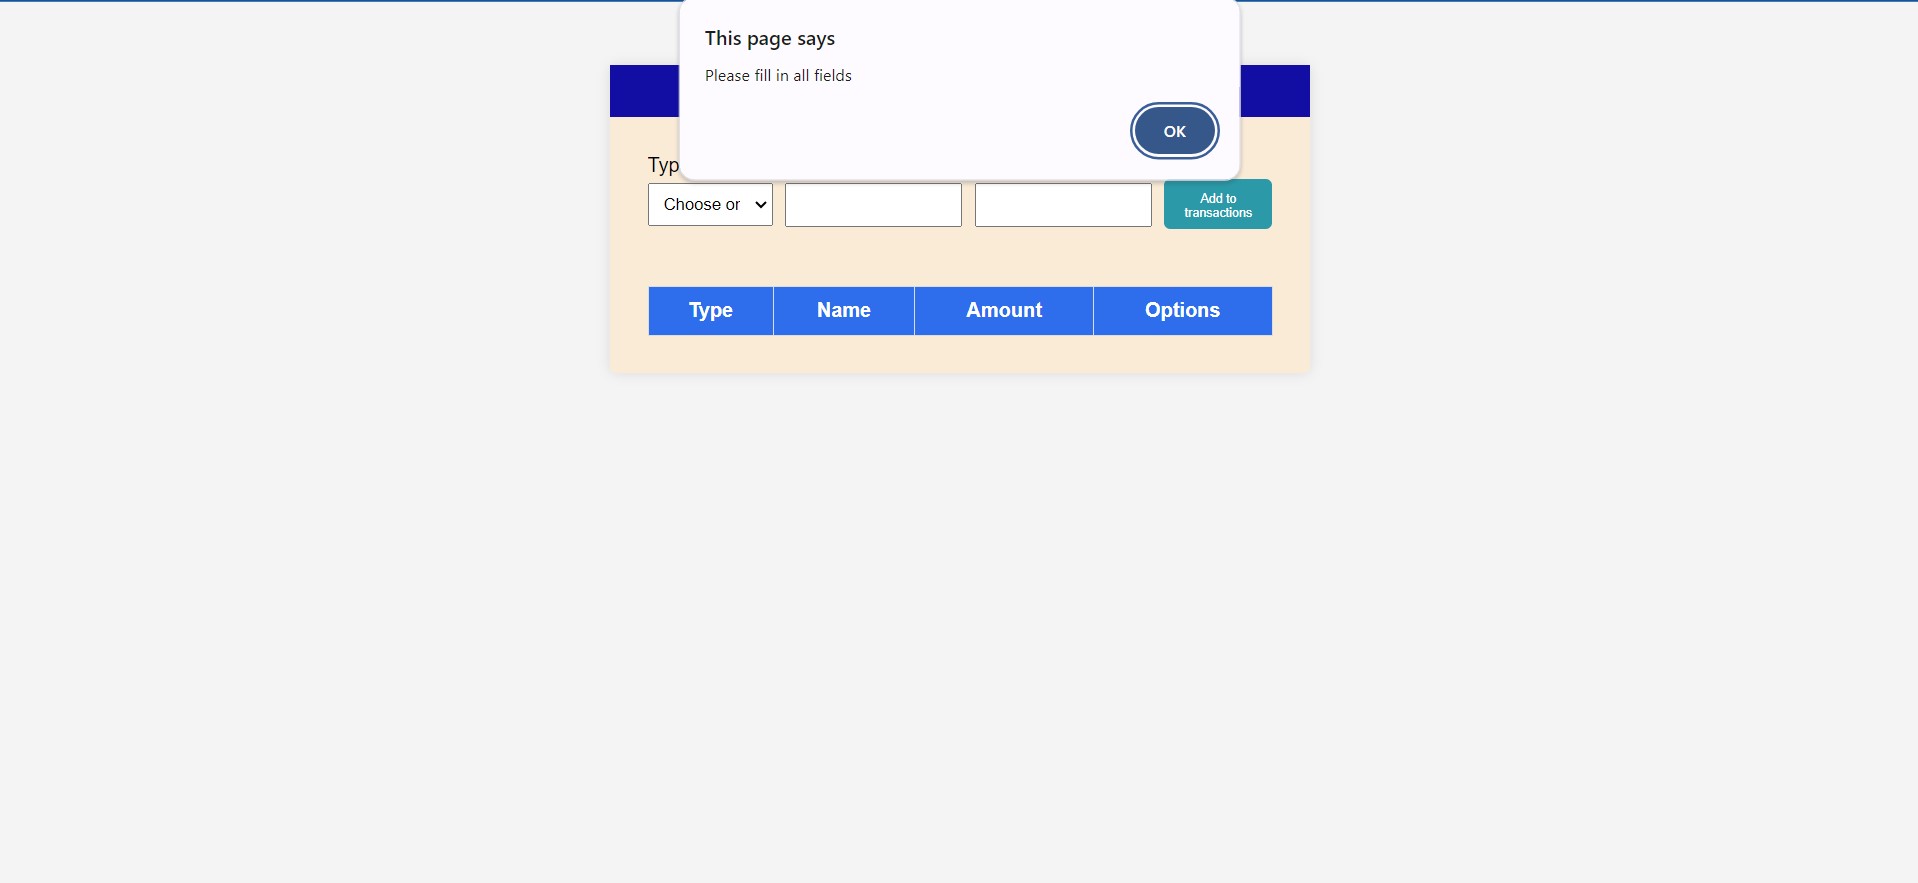 This page says
Please fill in all fields
OK
Typ
Choose or
Add to
transactions
Type Name Amount Options